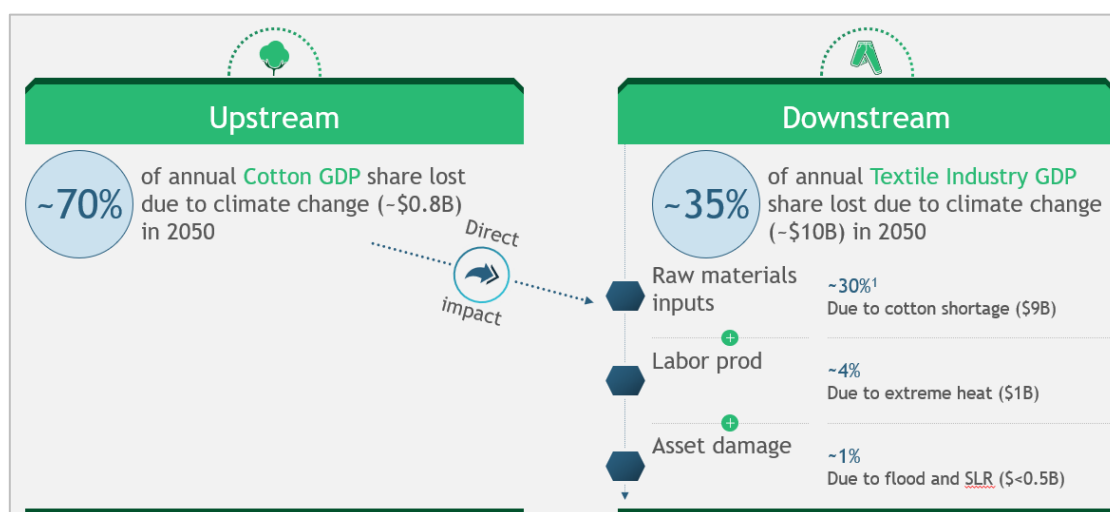 Upstream
~70%
of annual Cotton GDP share lost
due to climate change (~$0.8B)
in 2050
Direct
impact
Downstream
~35%
of annual Textile Industry GDP
share lost due to climate change
(~$10B) in 2050
Raw materials
inputs
~30%¹
Due to cotton shortage ($9B)
Labor prod
~4%
Due to extreme heat ($1B)
Asset damage
~1%
Due to flood and SLR ($<0.5B)